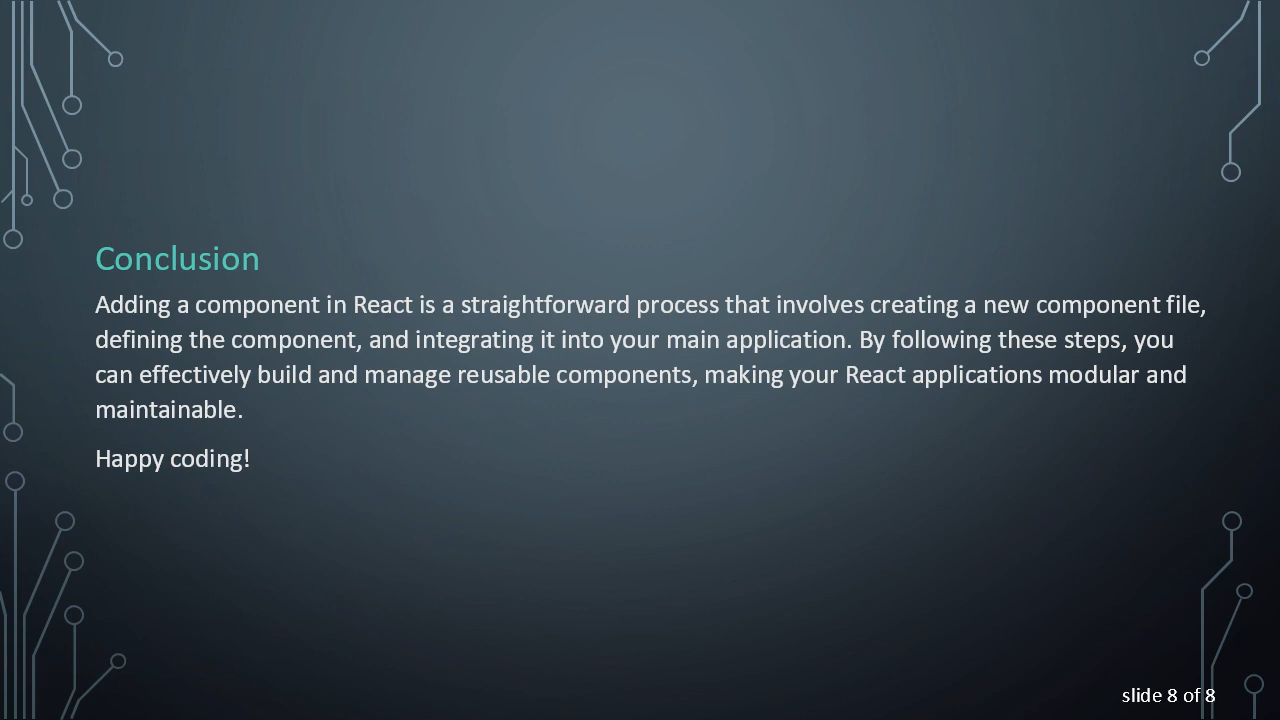 Conclusion
Adding a component in React is a straightforward process that involves creating a new component file,
defining the component, and integrating it into your main application. By following these steps, you
can effectively build and manage reusable components, making your React applications modular and
maintainable.
Happy coding!
slide 8 of 8